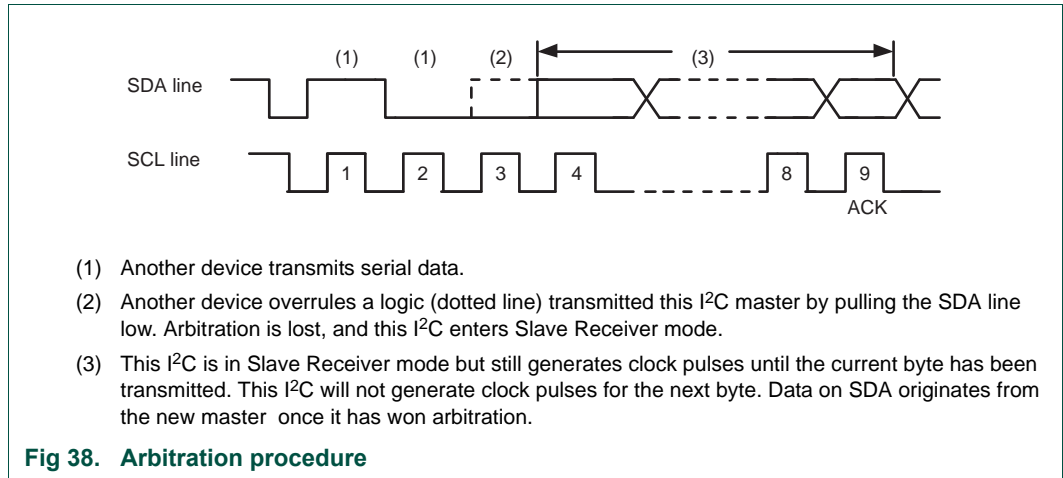 (1) (1) (2) (3)
SDA line
SCL line
1 2 3 4 8 9
ACK
(1) Another device transmits serial data.
(2) Another device overrules a logic (dotted line) transmitted this I2C master by pulling the SDA line
low. Arbitration is lost, and this I2C enters Slave Receiver mode.
(3) This I2C is in Slave Receiver mode but still generates clock pulses until the current byte has been
transmitted. This I2C will not generate clock pulses for the next byte. Data on SDA originates from
the new master once it has won arbitration.
Fig 38. Arbitration procedure